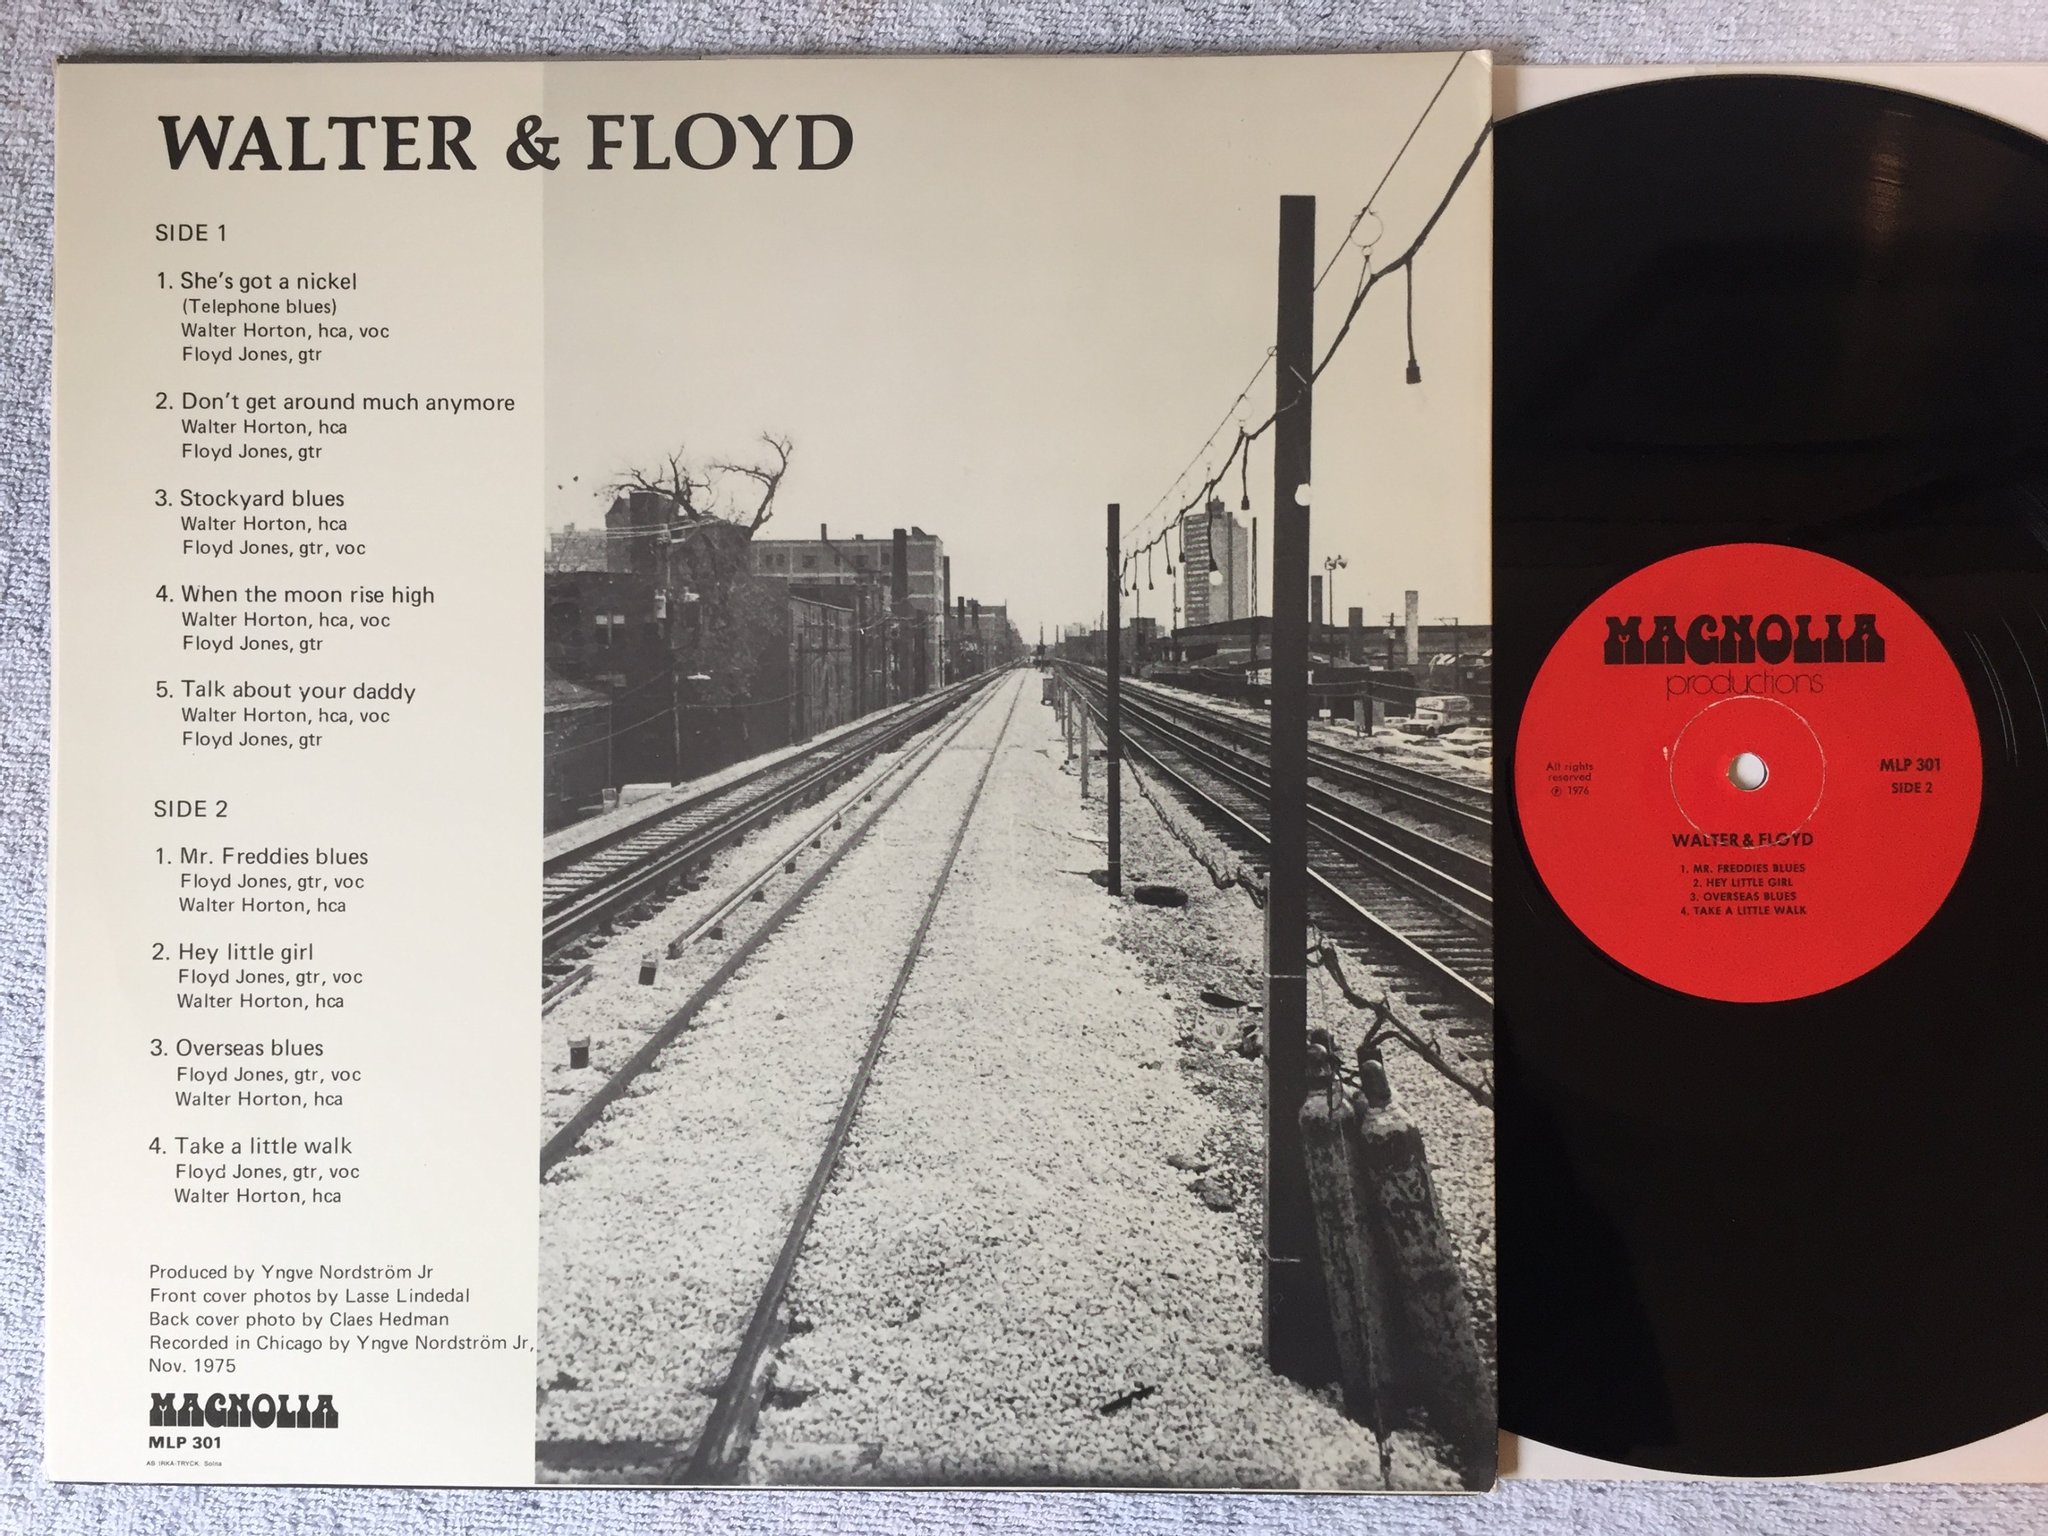 WALTER & FLOYD
SIDE 1
1. She's got a nickel
(Telephone blues)
Walter Horton, hca, voc
Floyd Jones, gtr
2. Don't get around much anymore
Walter Horton, hca
Floyd Jones, gtr
3. Stockyard blues
Walter Horton, hca
Floyd Jones, gtr, voc
4. When the moon rise high
Walter Horton, hca, voc
Floyd Jones, gtr
5. Talk about your daddy
Walter Horton, hca, voc
Floyd Jones, gtr
SIDE 2
1. Mr. Freddies blues
Floyd Jones, gtr, voc
Walter Horton, hca
2. Hey little girl
Floyd Jones, gtr, voc
Walter Horton, hca
3. Overseas blues
Floyd Jones, gtr, voc
Walter Horton, hca
4. Take a little walk
Floyd Jones, gtr, voc
Walter Horton, hca
Produced by Yngve Nordström Jr
Front cover photos by Lasse Lindedal
Back cover photo by Claes Hedman
Recorded in Chicago by Yngve Nordström Jr,
Nov. 1975
MAGNOLIA
MLP 301
AB IRKA-TRYCK, Solna
MAGNOLIA
productions
All rights
reserved
℗ 1976
MLP 301
SIDE 2
WALTER & FLOYD
1. MR. FREDDIES BLUES
2. HEY LITTLE GIRL
3. OVERSEAS BLUES
4. TAKE A LITTLE WALK